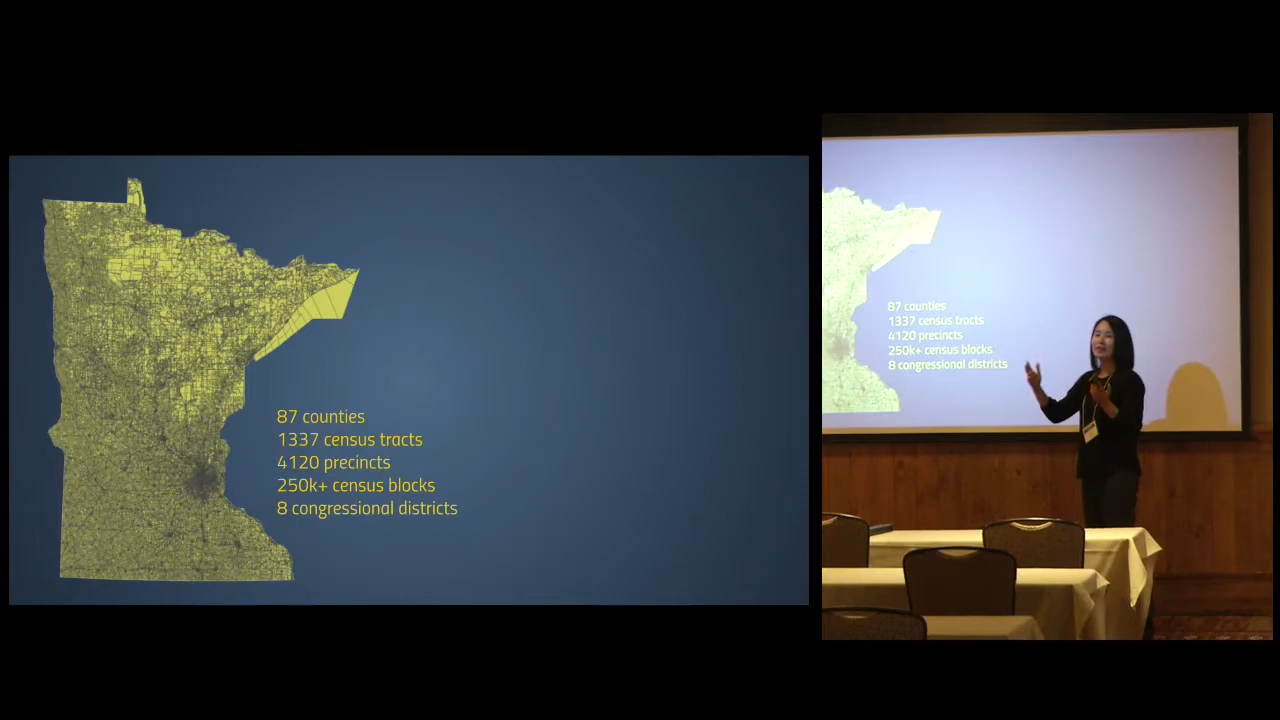 87 counties
1337 census tracts
4120 precincts
250k+ census blocks
8 congressional districts
87 counties
1337 census tracts
4120 precincts
250k+ census blocks
8 congressional districts